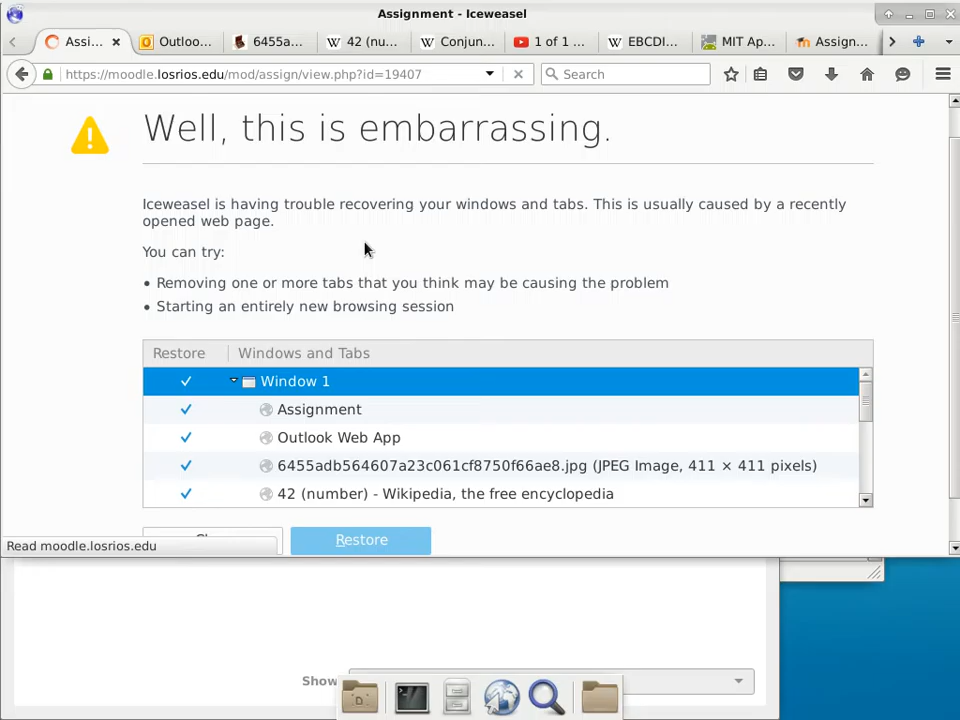 Assignment - Iceweasel
Assi...
Outloo...
6455a...
42 (nu...
Conjun...
1 of 1 ...
EBCDI...
MIT Ap...
Assign...
https://moodle.losrios.edu/mod/assign/view.php?id=19407
Search
Well, this is embarrassing.
Iceweasel is having trouble recovering your windows and tabs. This is usually caused by a recently
opened web page.
You can try:
• Removing one or more tabs that you think may be causing the problem
• Starting an entirely new browsing session
Restore Windows and Tabs
Window 1
Assignment
Outlook Web App
6455adb564607a23c061cf8750f66ae8.jpg (JPEG Image, 411 × 411 pixels)
42 (number) - Wikipedia, the free encyclopedia
Restore
Read moodle.losrios.edu
Show